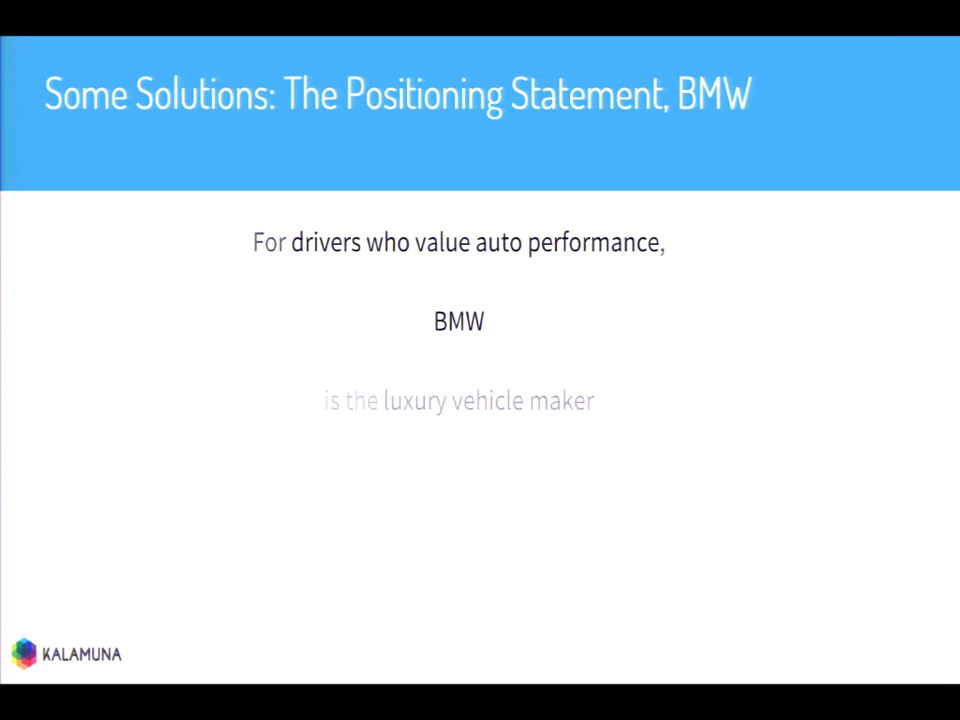 Some Solutions: The Positioning Statement, BMW
For drivers who value auto performance,
BMW
is the luxury vehicle maker
KALAMUNA